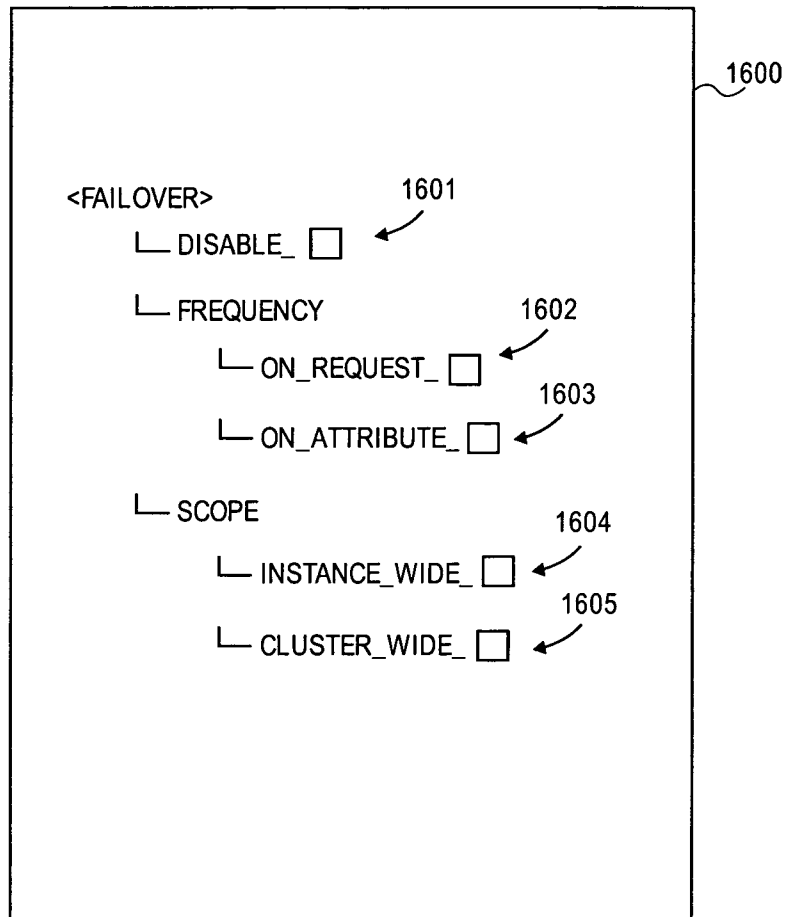 1600
<FAILOVER>
1601
DISABLE_
FREQUENCY
1602
ON_REQUEST_
1603
ON_ATTRIBUTE_
SCOPE
1604
INSTANCE_WIDE_
1605
CLUSTER_WIDE_